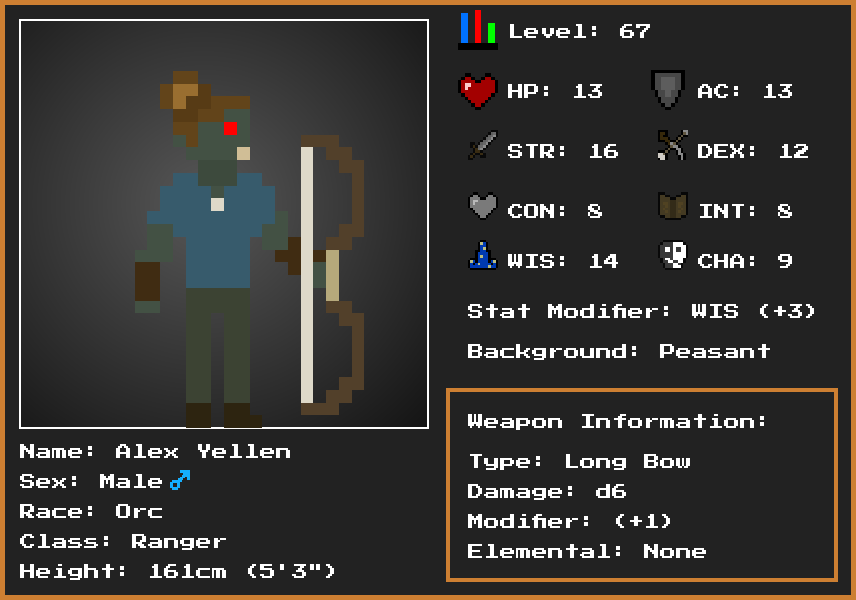 Level: 67
HP: 13
AC: 13
STR: 16
DEX: 12
CON: 8
INT: 8
WIS: 14
CHA: 9
Stat Modifier: WIS (+3)
Background: Peasant
Weapon Information:
Type: Long Bow
Damage: d6
Modifier: (+1)
Elemental: None
Name: Alex Yellen
Sex: Male ♂
Race: Orc
Class: Ranger
Height: 161cm (5'3")